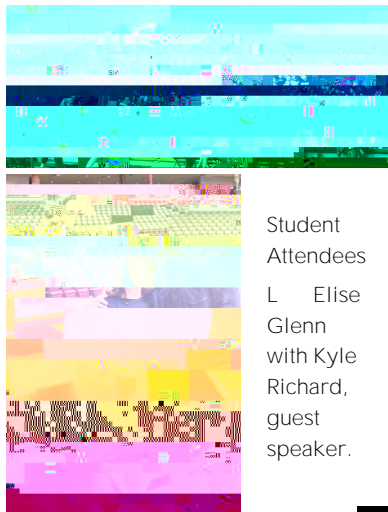 Student
Attendees
L Elise
Glenn
with Kyle
Richard,
guest
speaker.